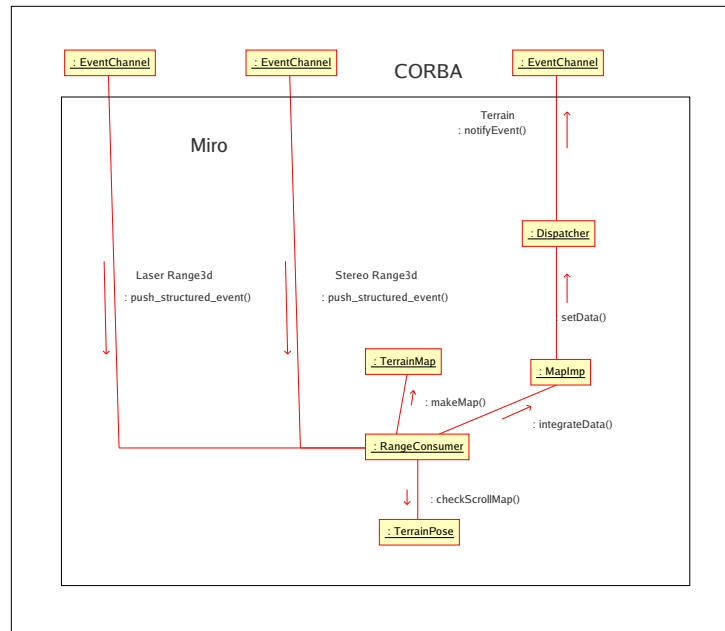 : EventChannel
: EventChannel
: EventChannel
CORBA
Terrain
: notifyEvent()
Miro
: Dispatcher
Laser Range3d
: push_structured_event()
Stereo Range3d
: push_structured_event()
: setData()
: TerrainMap
: MapImp
: makeMap()
: integrateData()
: RangeConsumer
: checkScrollMap()
: TerrainPose